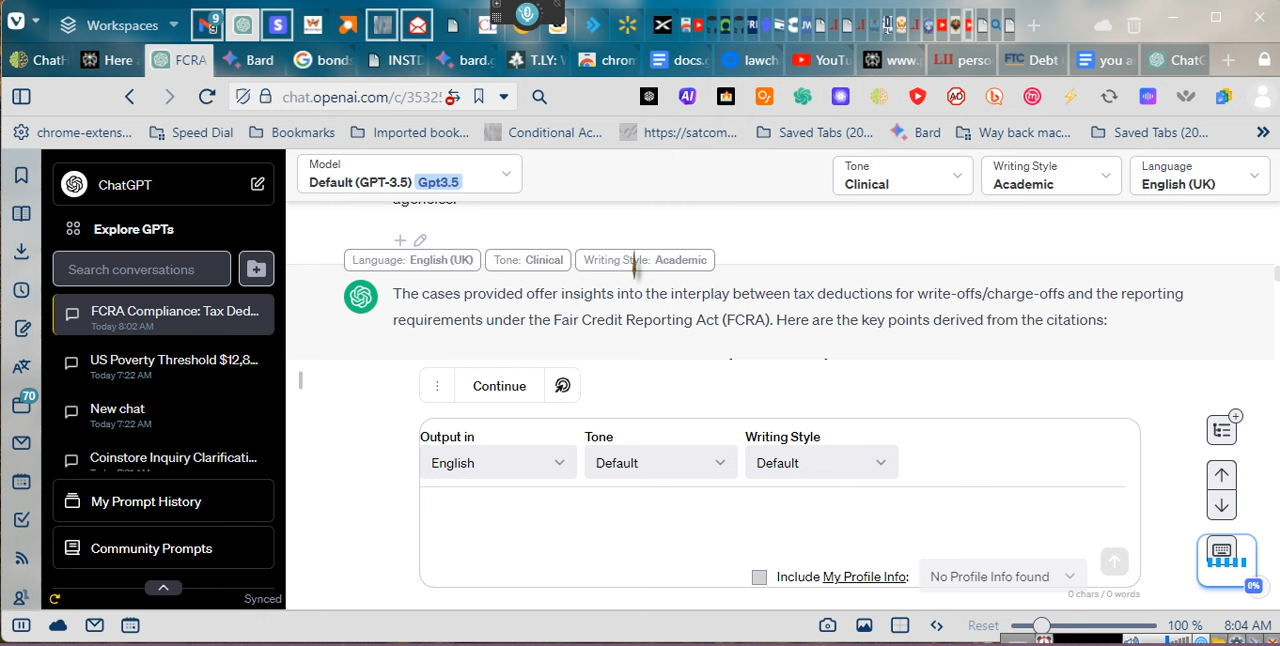 Workspaces
9
S
ChatH
Here
FCRA
Bard
bonds
INSTD
bard.g
T.I.Y:
chrom
docs.
lawch
YouTu
www.
LII perso
FTC Debt
you a
ChatG
chat.openai.com/c/3532
chrome-extens...
Speed Dial
Bookmarks
Imported book...
Conditional Ac...
https://satcom...
Saved Tabs (20...
Bard
Way back mac...
Saved Tabs (20...
ChatGPT
Model
Default (GPT-3.5) Gpt3.5
Tone
Clinical
Writing Style
Academic
Language
English (UK)
agencies.
Explore GPTs
Search conversations
Language: English (UK)
Tone: Clinical
Writing Style: Academic
FCRA Compliance: Tax Ded...
Today 8:02 AM
The cases provided offer insights into the interplay between tax deductions for write-offs/charge-offs and the reporting
requirements under the Fair Credit Reporting Act (FCRA). Here are the key points derived from the citations:
US Poverty Threshold $12,8...
Today 7:22 AM
New chat
Today 7:22 AM
Coinstore Inquiry Clarificati...
70
My Prompt History
Community Prompts
Synced
Continue
Output in
English
Tone
Default
Writing Style
Default
Include My Profile Info:
No Profile Info found
0 chars / 0 words
0%
Reset
100 %
8:04 AM